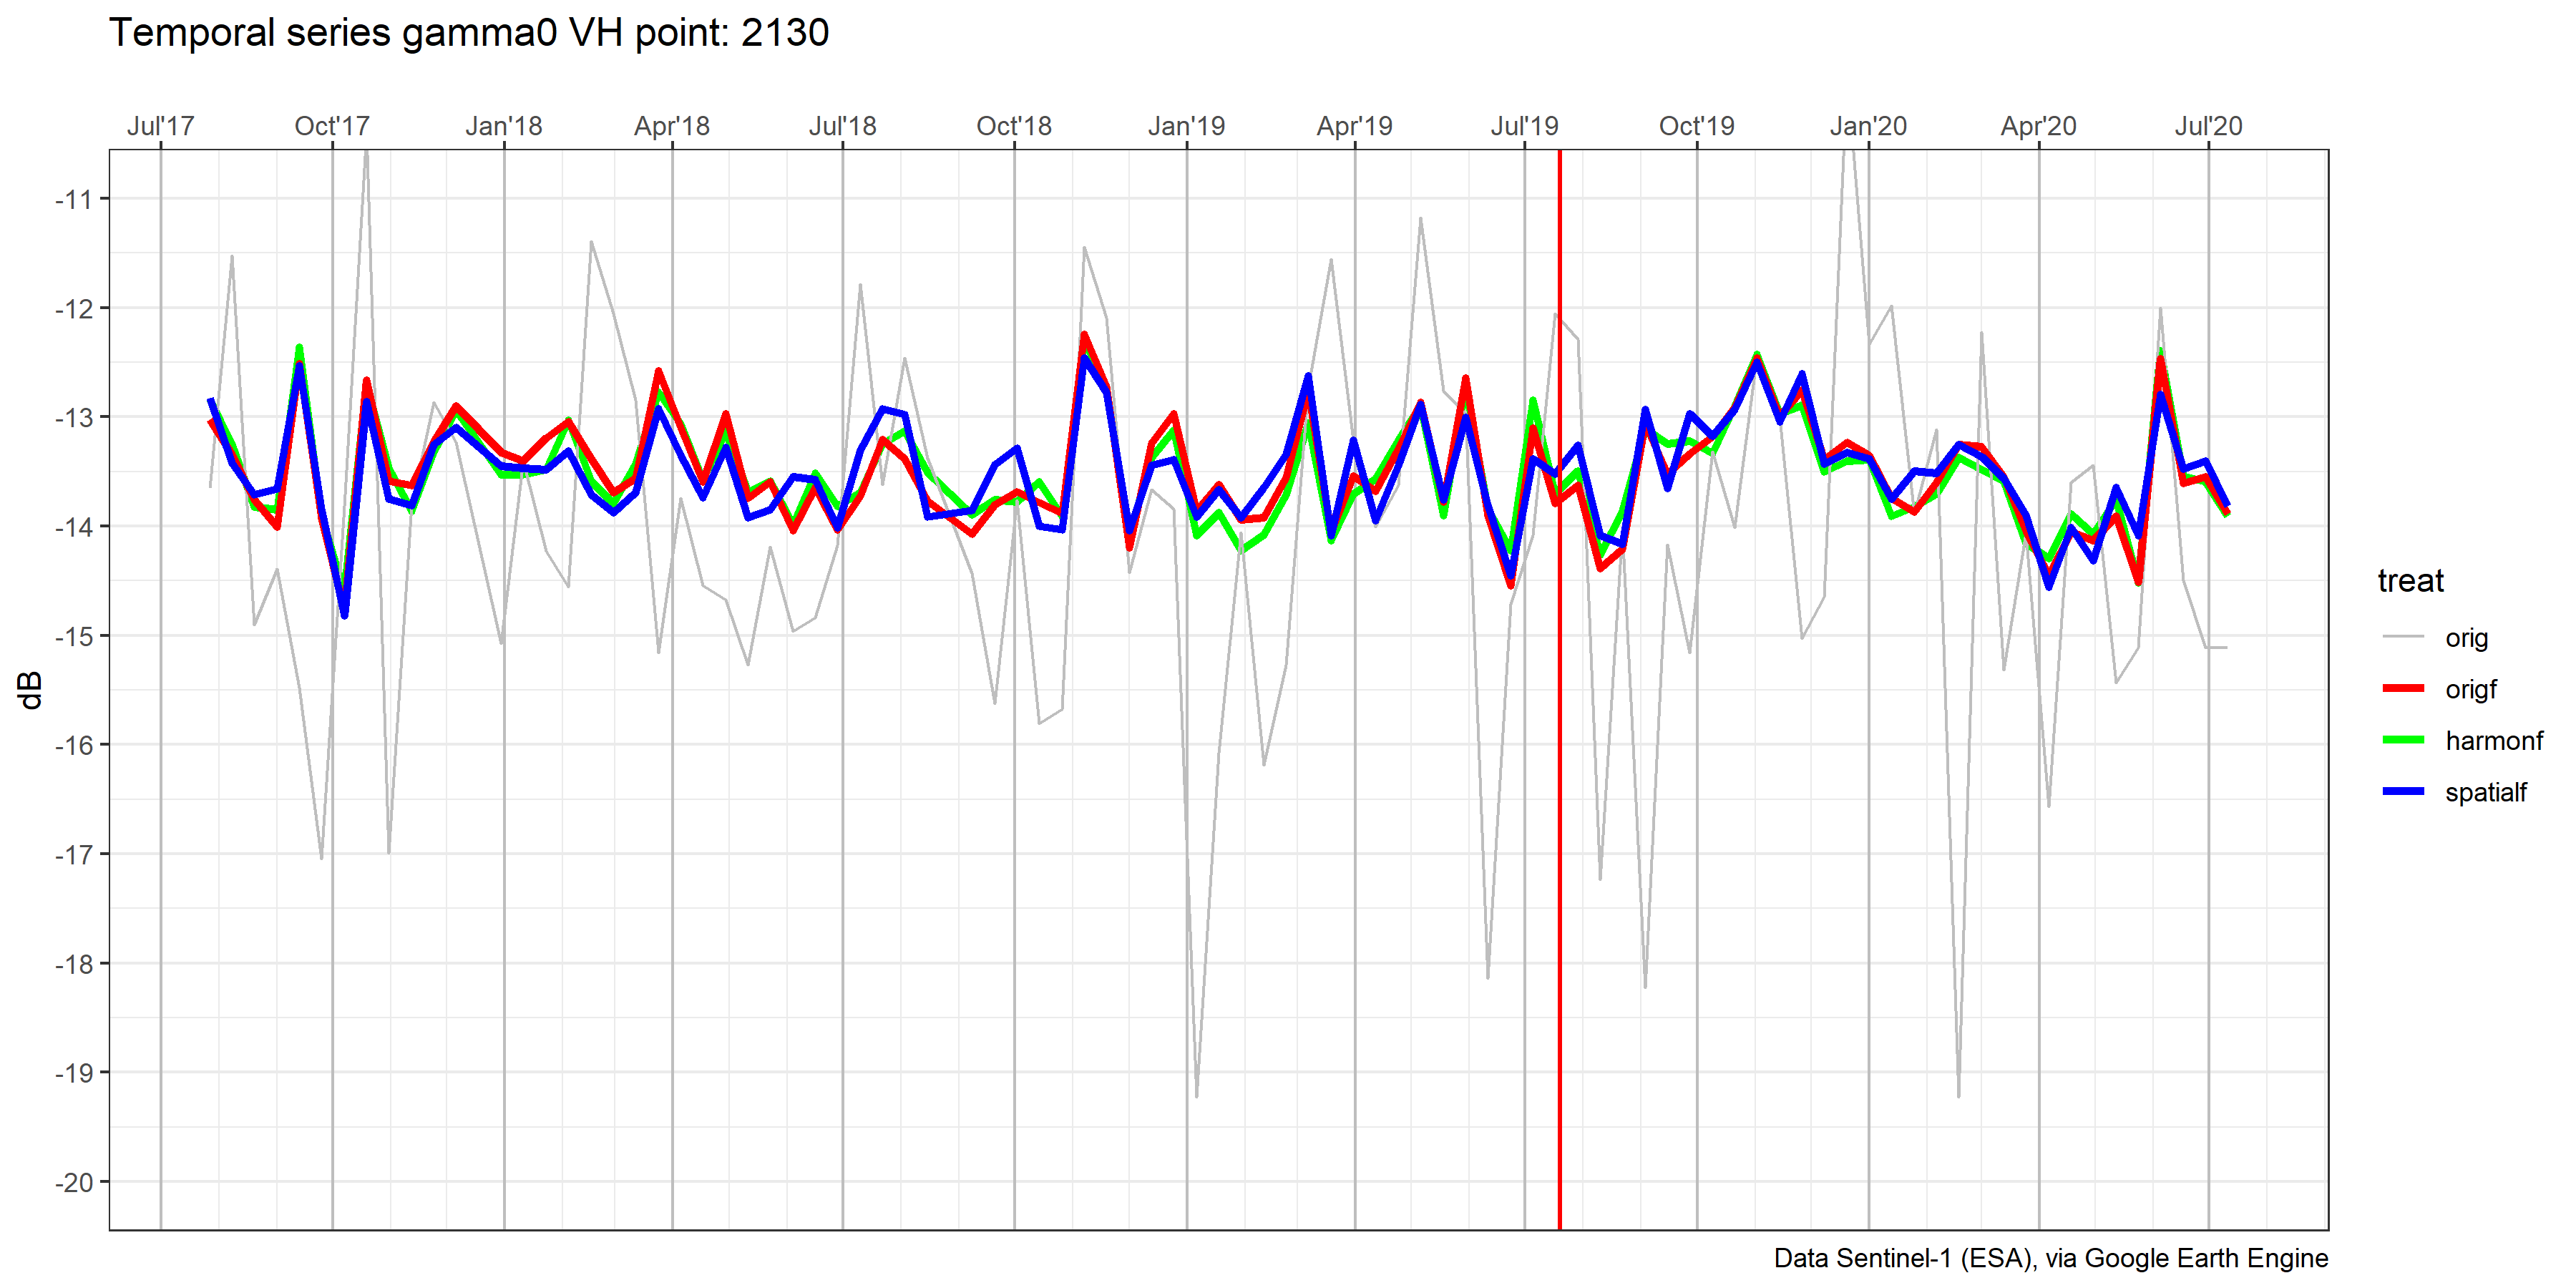 Temporal series gamma0 VH point: 2130
Jul'17 Oct'17 Jan'18 Apr'18 Jul'18 Oct'18 Jan'19 Apr'19 Jul'19 Oct'19 Jan'20 Apr'20 Jul'20
-11
-12
-13
-14
-15
-16
-17
-18
-19
-20
dB
treat
orig
origf
harmonf
spatialf
Data Sentinel-1 (ESA), via Google Earth Engine